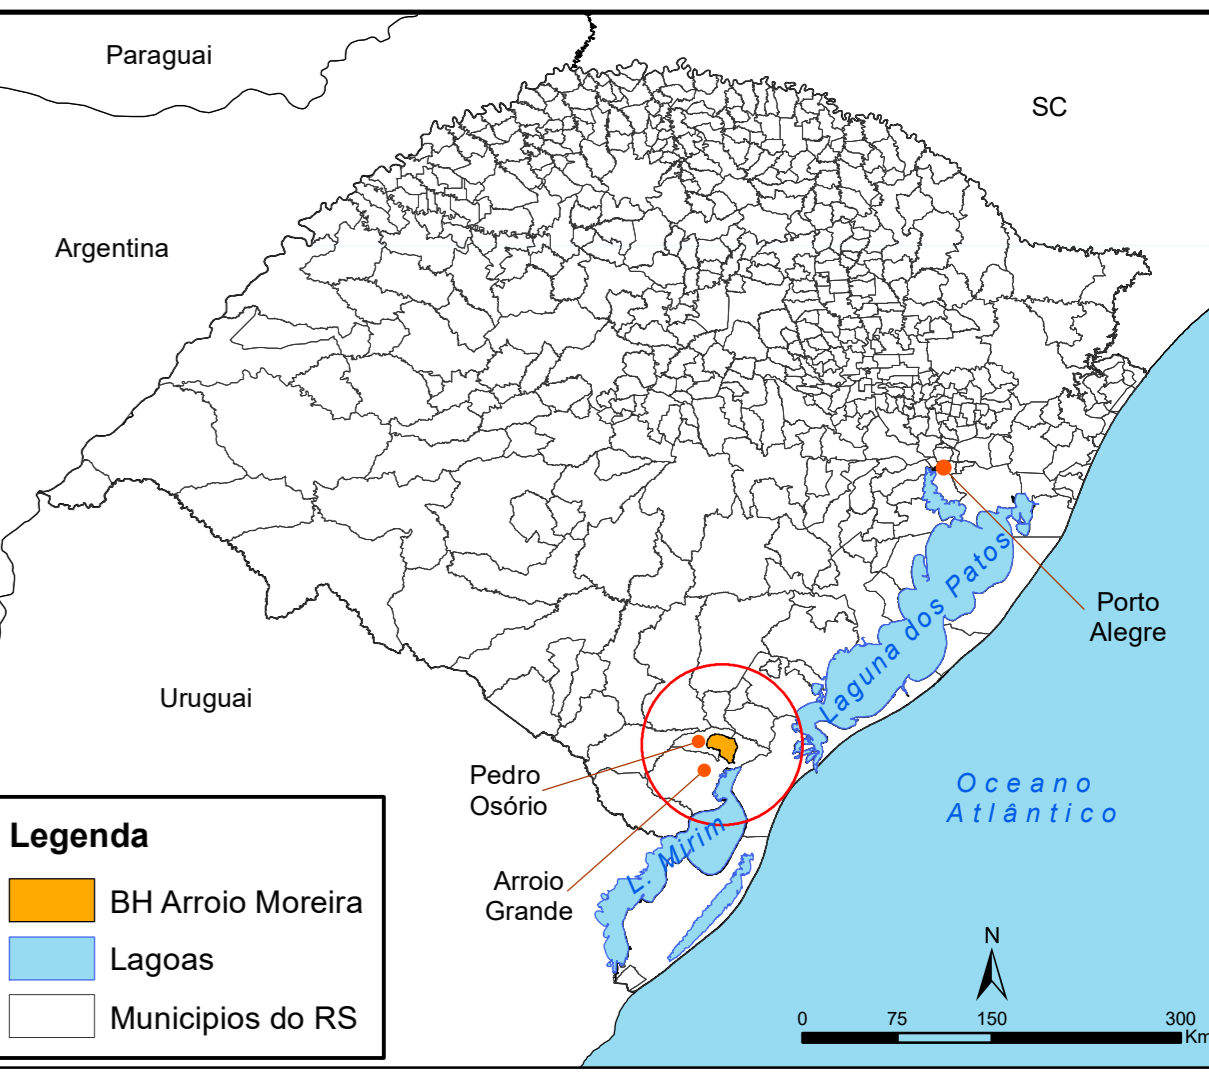 Paraguai
SC
Argentina
Uruguai
Laguna dos Patos
Porto
Alegre
Pedro
Osório
Oceano
Atlântico
L. Mirim
Arroio
Grande
Legenda
BH Arroio Moreira
Lagoas
Municipios do RS
N
0 75 150 300
Km